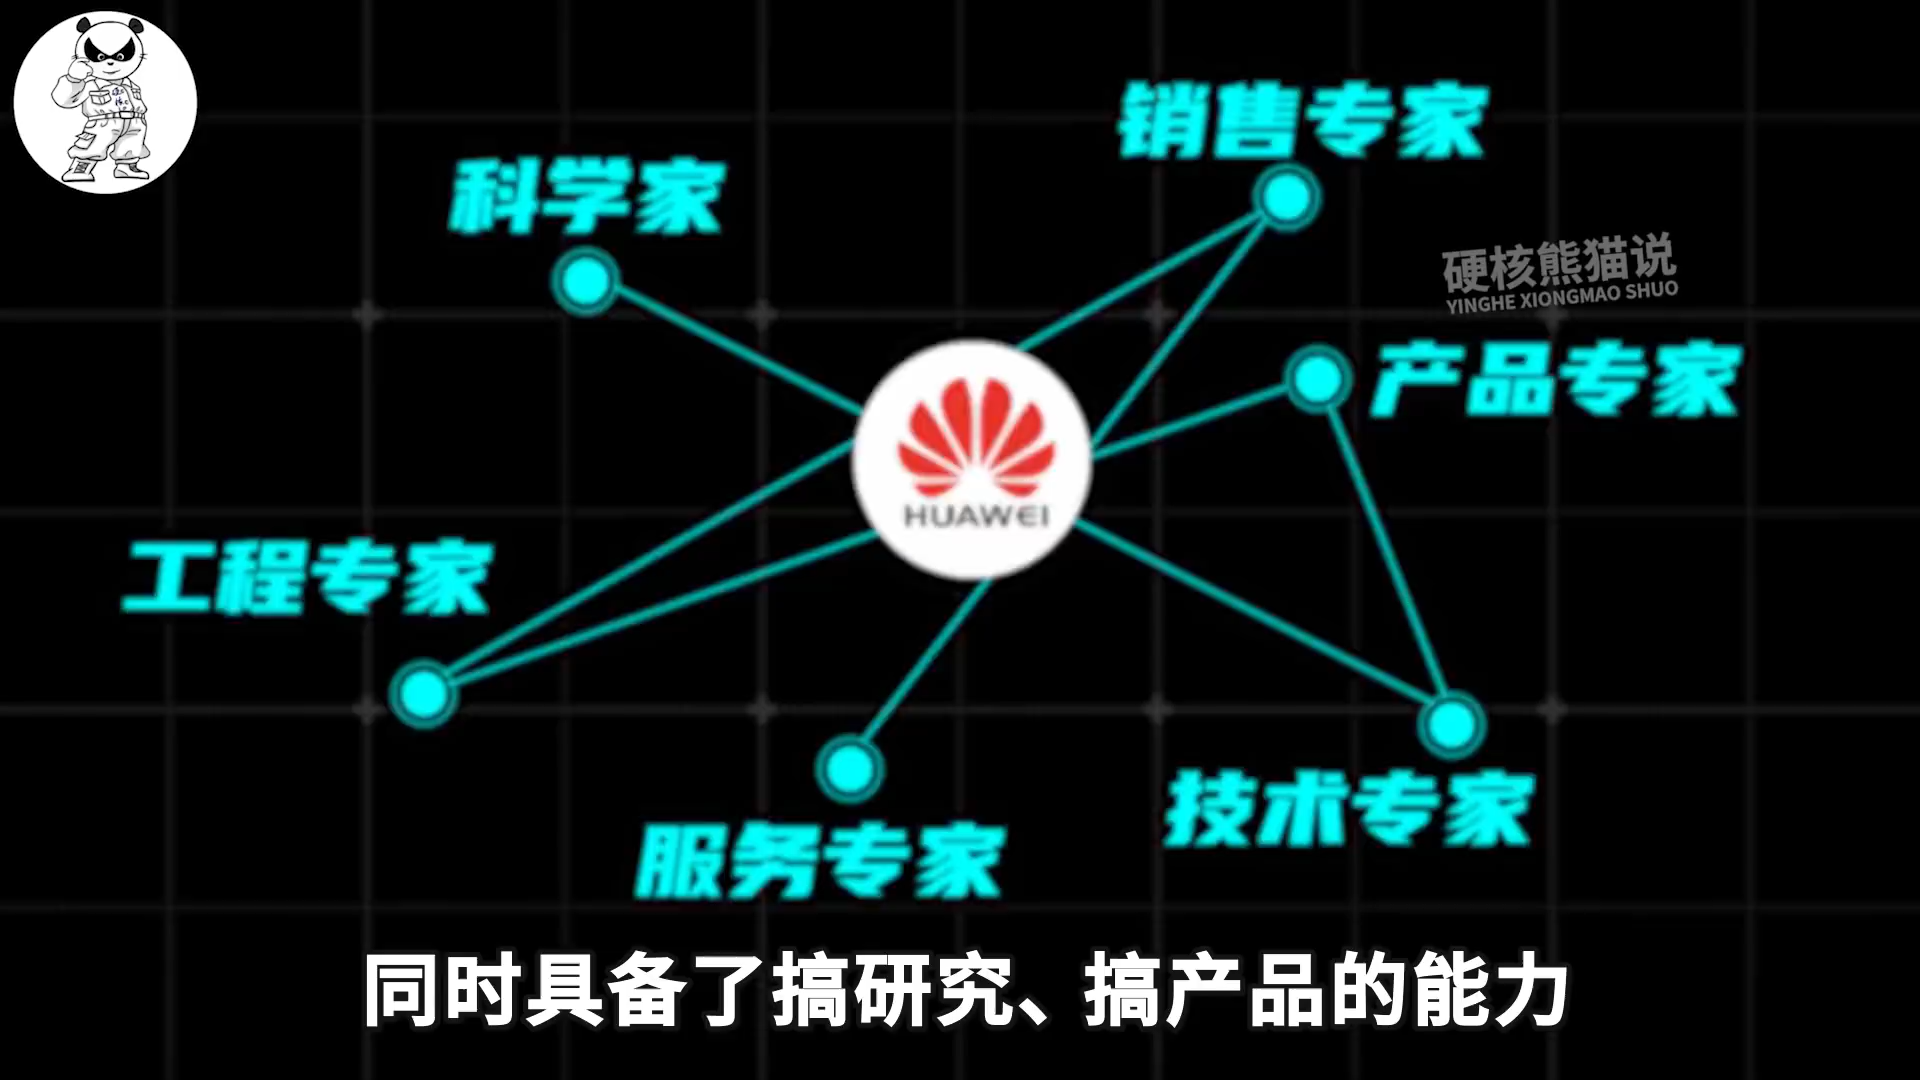 销售专家
科学家
硬核熊猫说
YINGHE XIONGMAO SHUO
产品专家
HUAWEI
工程专家
技术专家
服务专家
同时具备了搞研究、搞产品的能力